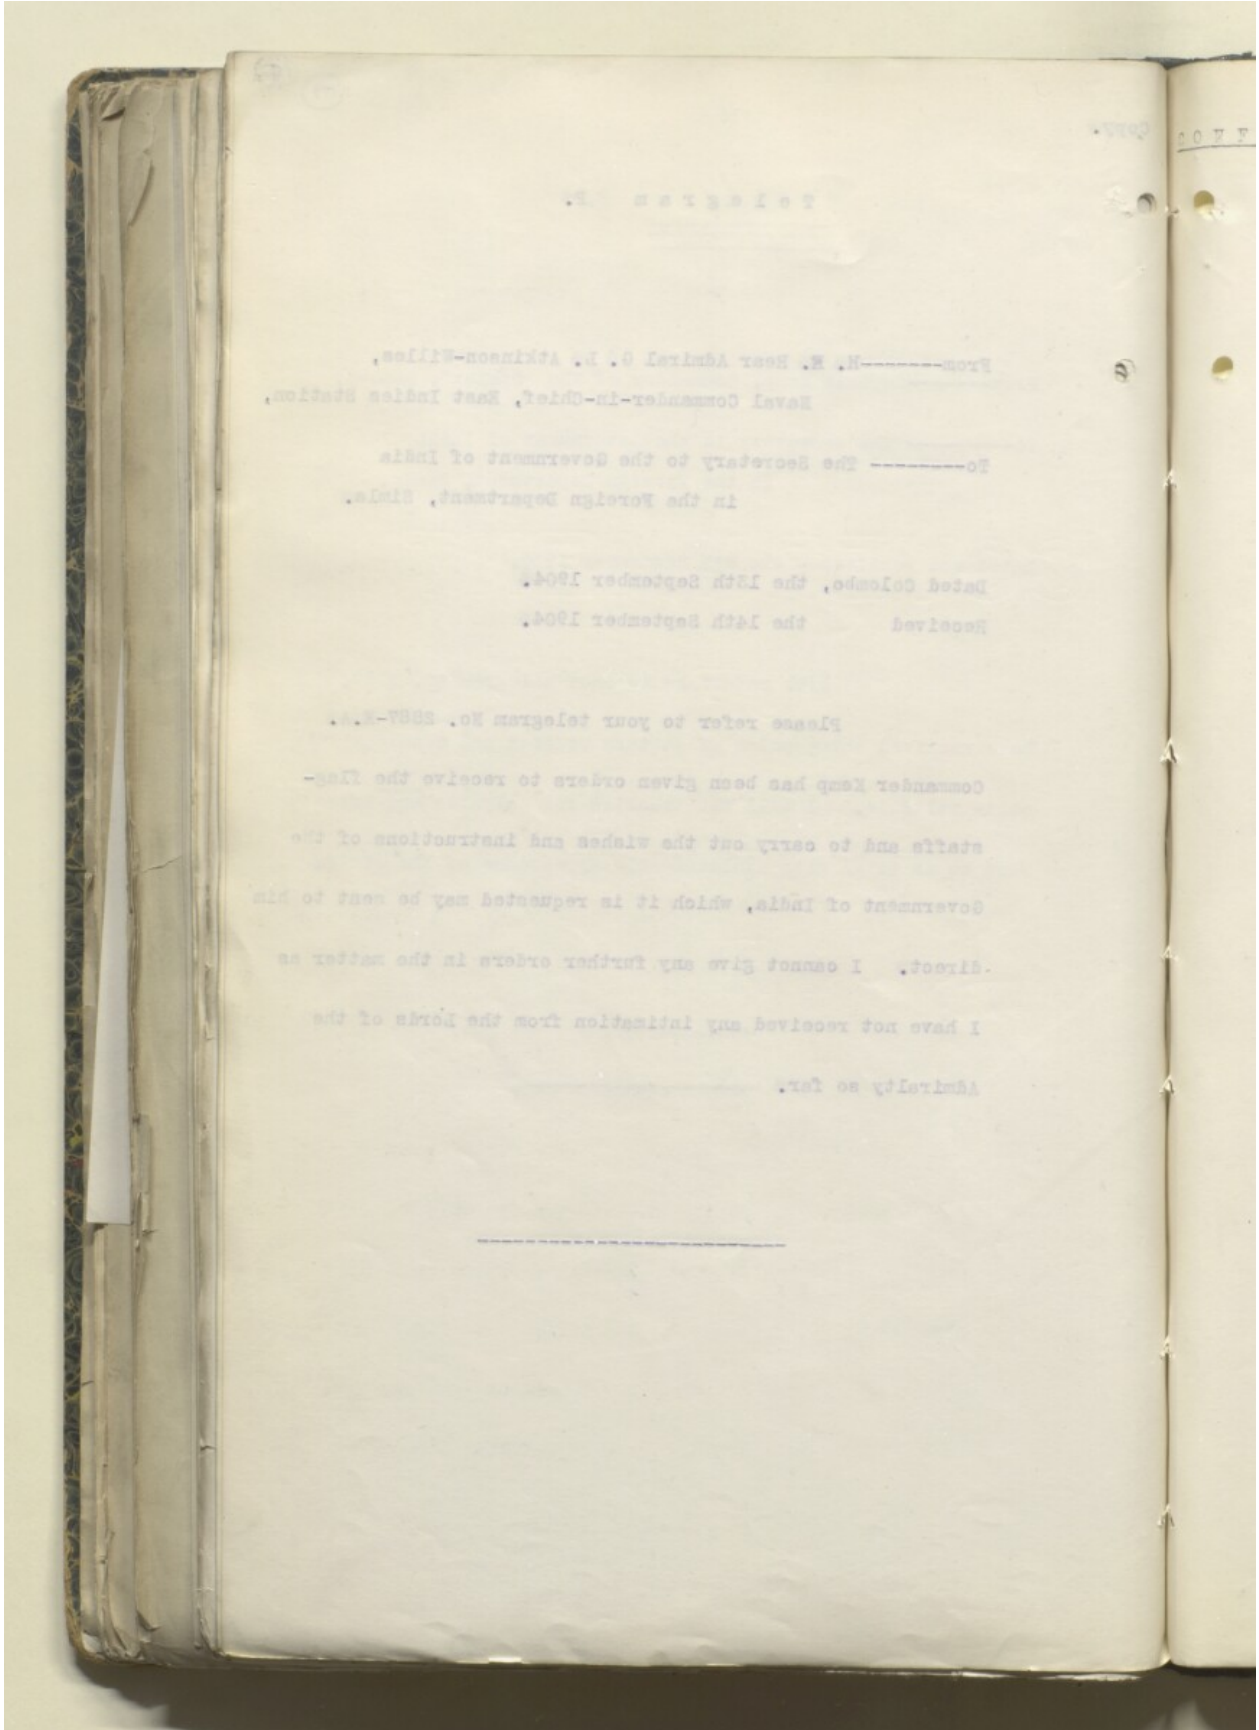 Copy.
CONF
Telegram P.
From-------H. E. Rear Admiral G. L. Atkinson-Willes,
Naval Commander-in-Chief, East Indies Station,
To-------- The Secretary to the Government of India
in the Foreign Department, Simla.
Dated Colombo, the 13th September 1904.
Received the 14th September 1904.
Please refer to your telegram No.
Commander Kemp has been given orders to receive the flag-
staffs and to carry out the wishes and instructions of the
Government of India, which it is requested may be sent to him
direct. I cannot give any further orders in the matter as
I have not received any intimation from the Lords of the
Admiralty so far.